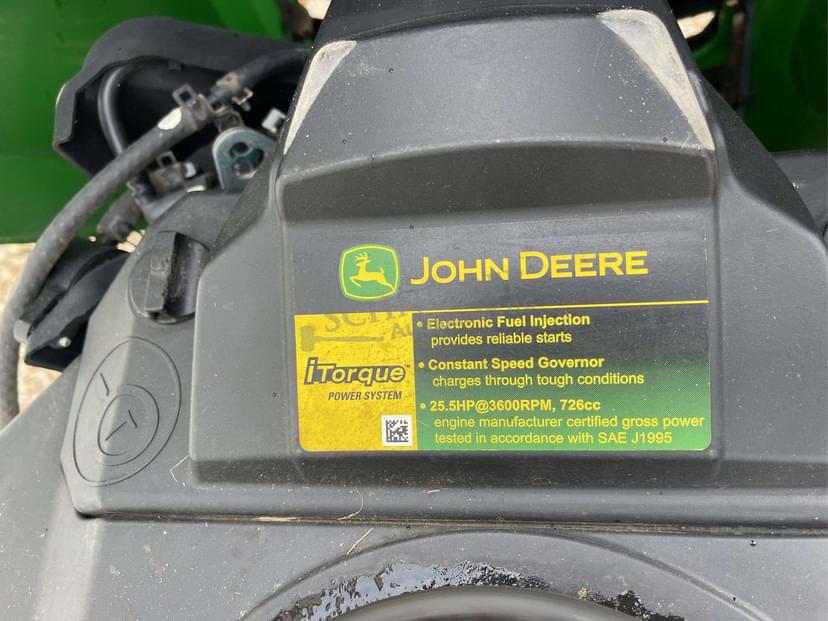 JOHN DEERE
• Electronic Fuel Injection
provides reliable starts
iTorque™
POWER SYSTEM
• Constant Speed Governor
charges through tough conditions
• 25.5HP@3600RPM, 726cc
engine manufacturer certified gross power
tested in accordance with SAE J1995